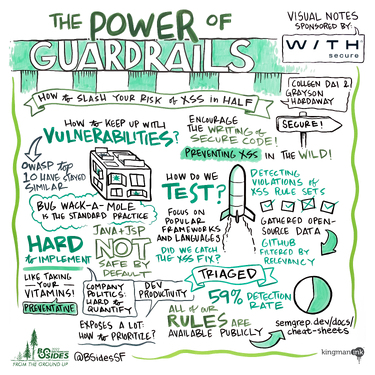 THE POWER OF
GUARDRAILS
VISUAL NOTES
SPONSORED BY:
W/TH
secure
HOW to SLASH YOUR RISK OF XSS IN HALF
COLLEEN DAI &
GRAYSON
HARDAWAY
SECURE!
HOW to KEEP UP WITH
VULNERABILITIES?
ENCOURAGE
THE WRITING OF
SECURE CODE!
PREVENTING XSS IN THE WILD!
OWASP TOP
10 HAVE STAYED
SIMILAR
BUG WACK-A-MOLE
IS THE STANDARD PRACTICE
HOW DO WE
TEST?
FOCUS ON
POPULAR
FRAMEWORKS
AND LANGUAGES
DID WE CATCH
THE XSS FIX?
DETECTING
VIOLATIONS OF
XSS RULE SETS
GATHERED OPEN-
SOURCE DATA
GITHUB
FILTERED BY
RELEVANCY
HARD
to IMPLEMENT
JAVA + JSP
NOT
SAFE BY
DEFAULT
LIKE TAKING
YOUR
VITAMINS!
PREVENTATIVE
COMPANY
POLITICS:
HARD to
QUANTIFY
DEV
PRODUCTIVITY
EXPOSES A LOT:
HOW to PRIORITIZE?
TRIAGED
59% DETECTION
RATE
ALL of OUR
RULES ARE
AVAILABLE PUBLICLY
semgrep.dev/docs/
cheat-sheets
BSIDES
FROM THE GROUND UP
@BSidesSF
kingmanink